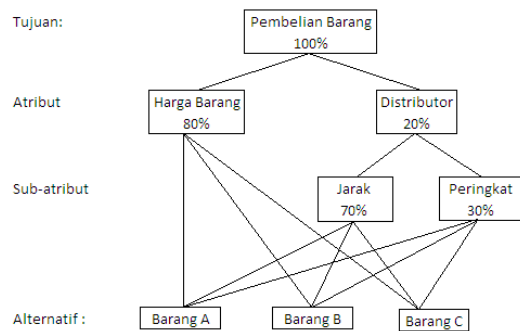 Tujuan:
Pembelian Barang
100%
Atribut
Harga Barang
80%
Distributor
20%
Sub-atribut
Jarak
70%
Peringkat
30%
Alternatif :
Barang A
Barang B
Barang C